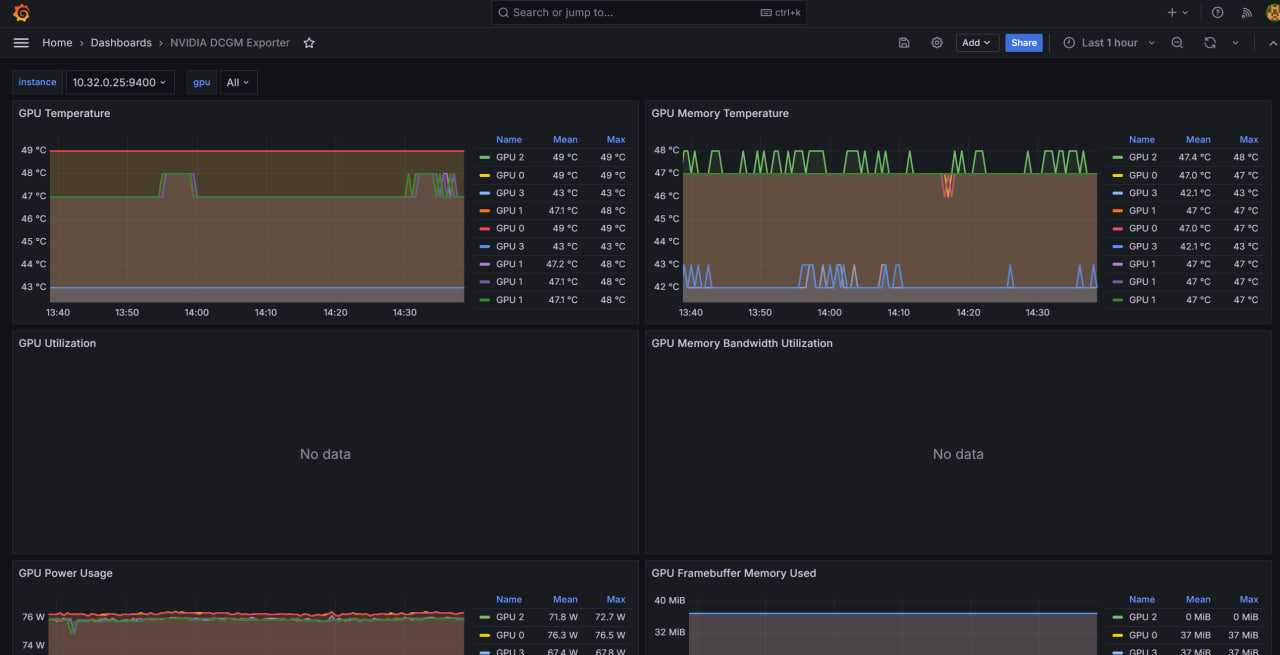 Search or jump to... ctrl+k
Home › Dashboards › NVIDIA DCGM Exporter
Add Share Last 1 hour
instance 10.32.0.25:9400 gpu All
GPU Temperature
49 °C
48 °C
47 °C
46 °C
45 °C
44 °C
43 °C
13:40 13:50 14:00 14:10 14:20 14:30
Name Mean Max
GPU 2 49 °C 49 °C
GPU 0 49 °C 49 °C
GPU 3 43 °C 43 °C
GPU 1 47.1 °C 48 °C
GPU 0 49 °C 49 °C
GPU 3 43 °C 43 °C
GPU 1 47.2 °C 48 °C
GPU 1 47.1 °C 48 °C
GPU 1 47.1 °C 48 °C
GPU Memory Temperature
48 °C
47 °C
46 °C
45 °C
44 °C
43 °C
42 °C
13:40 13:50 14:00 14:10 14:20 14:30
Name Mean Max
GPU 2 47.4 °C 48 °C
GPU 0 47.0 °C 47 °C
GPU 3 42.1 °C 43 °C
GPU 1 47 °C 47 °C
GPU 0 47.0 °C 47 °C
GPU 3 42.1 °C 43 °C
GPU 1 47 °C 47 °C
GPU 1 47 °C 47 °C
GPU 1 47 °C 47 °C
GPU Utilization
No data
GPU Memory Bandwidth Utilization
No data
GPU Power Usage
76 W
74 W
Name Mean Max
GPU 2 71.8 W 72.7 W
GPU 0 76.3 W 76.5 W
GPU 3 67.4 W 67.8 W
GPU Framebuffer Memory Used
40 MiB
32 MiB
Name Mean Max
GPU 2 0 MiB 0 MiB
GPU 0 37 MiB 37 MiB
GPU 3 37 MiB 37 MiB